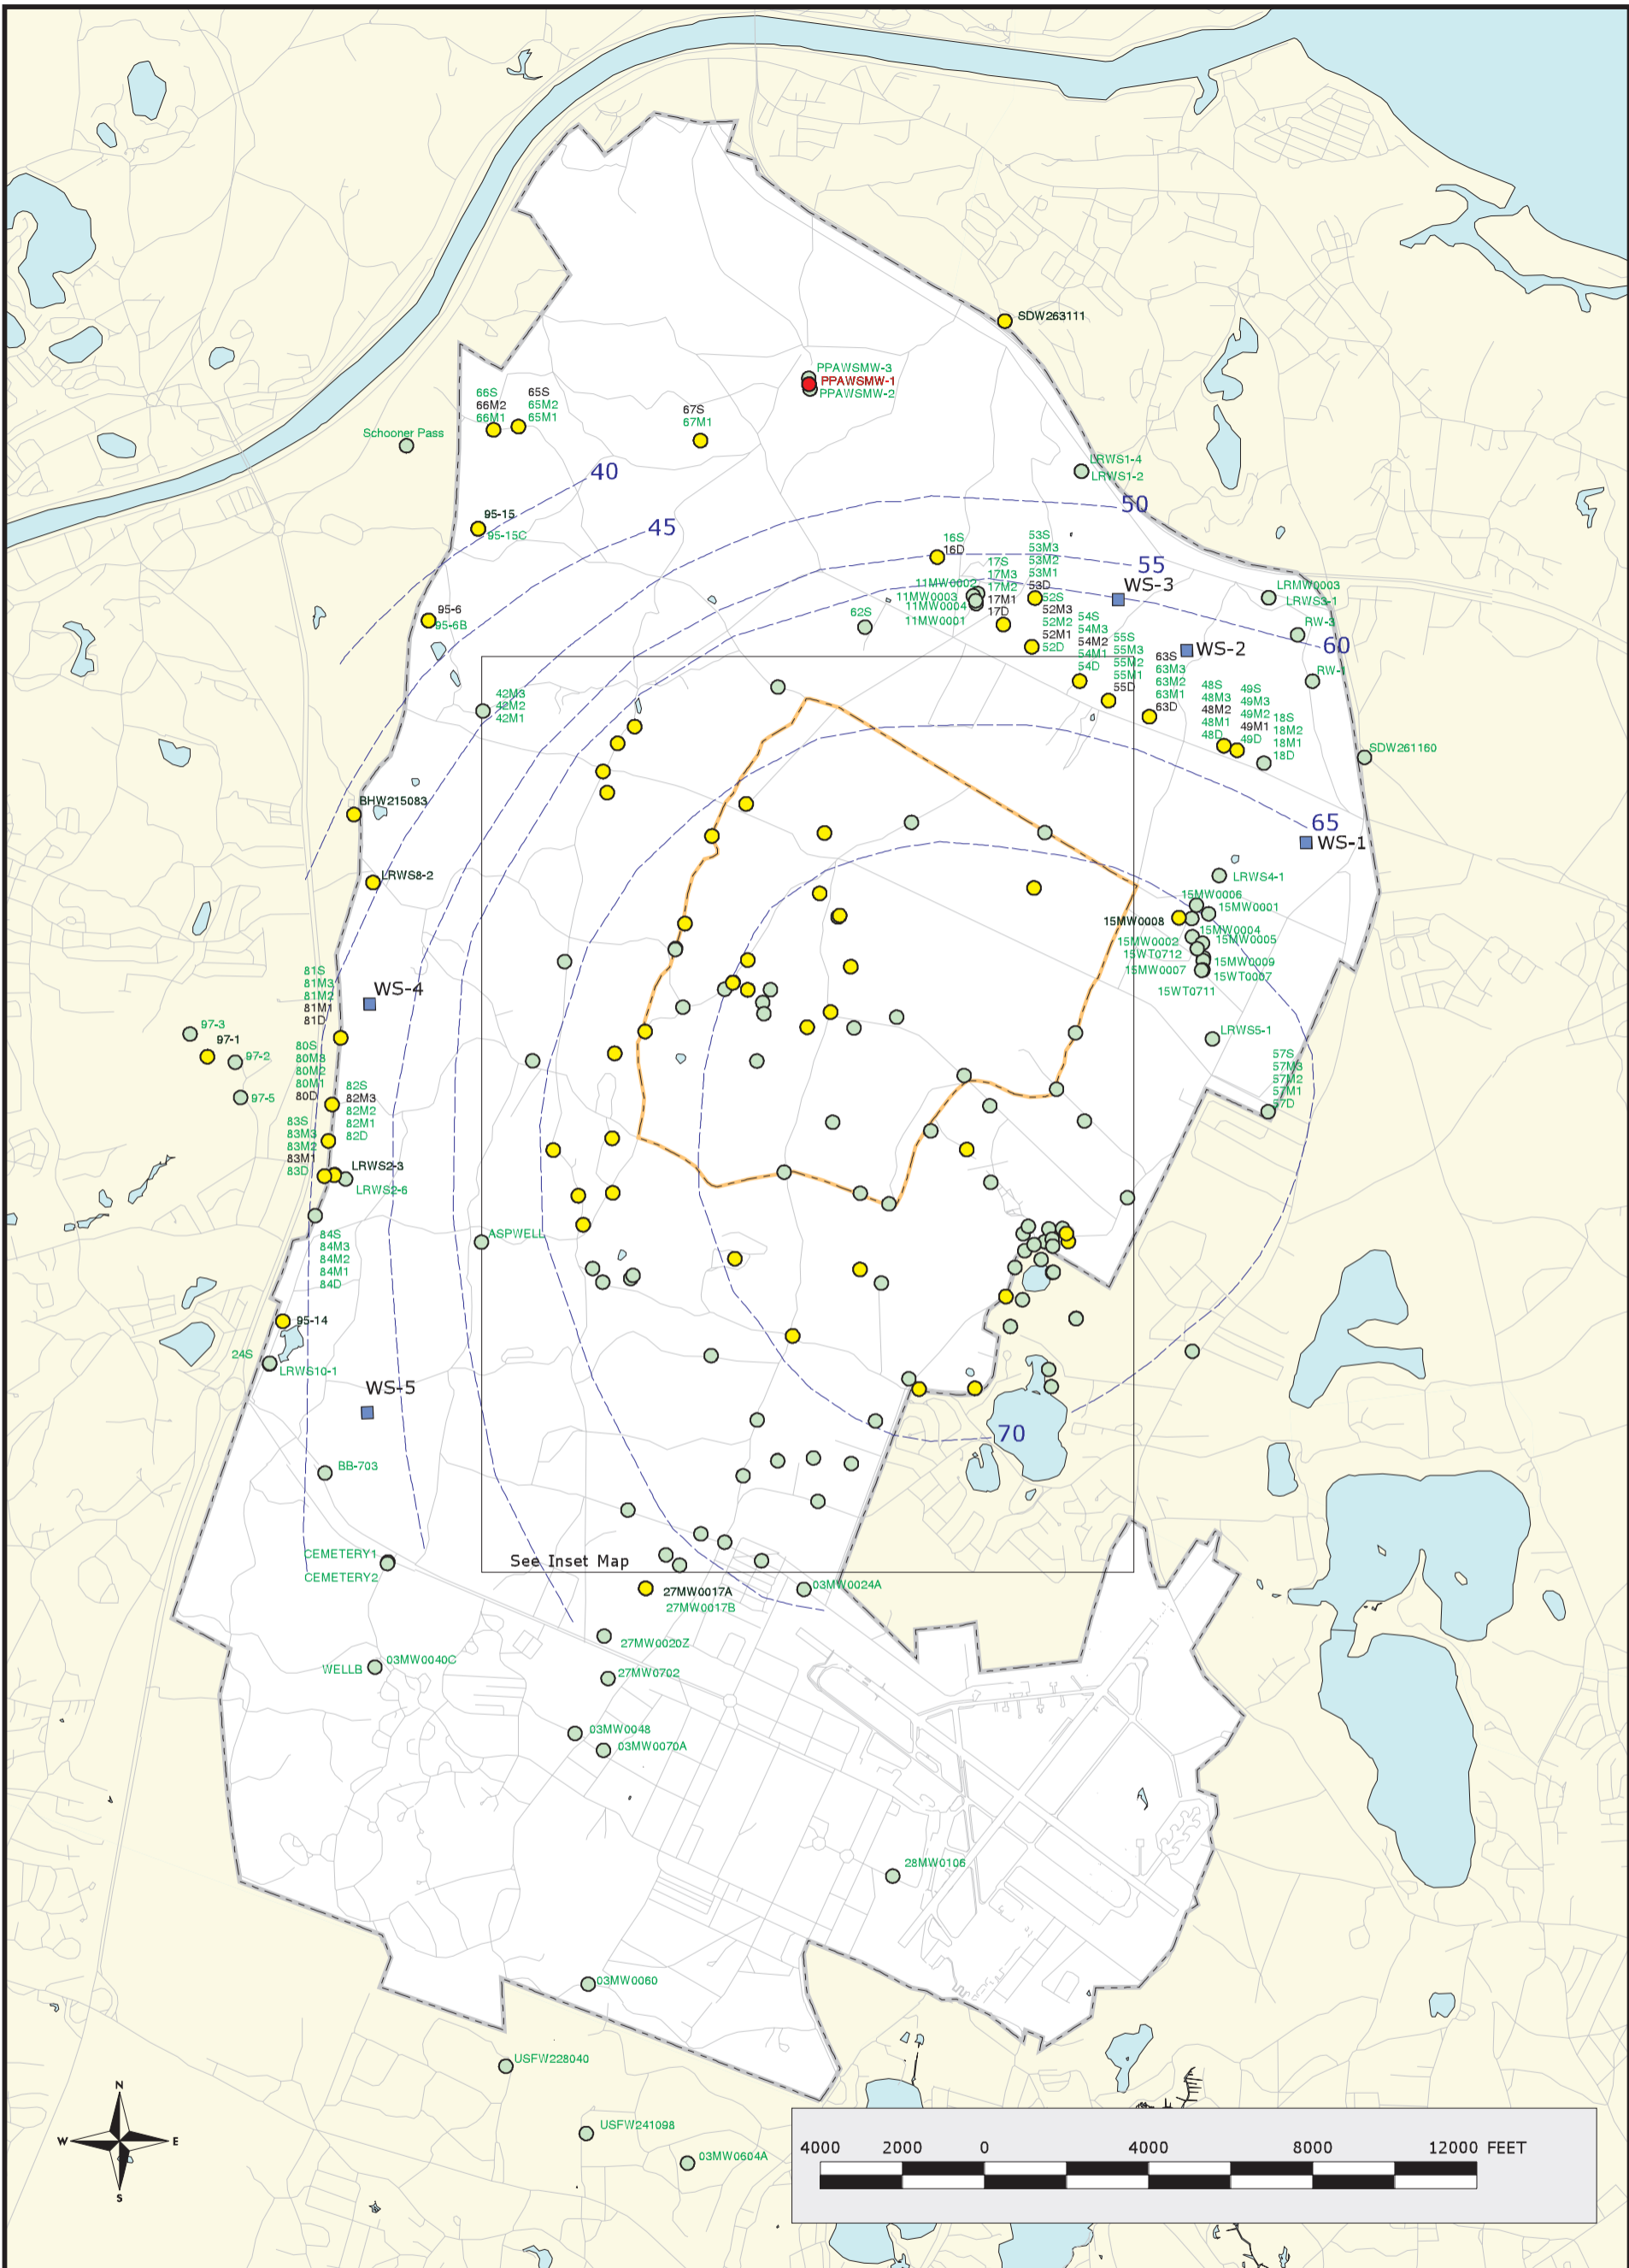 SDW263111
PPAWSMW-3
PPAWSMW-1
PPAWSMW-2
66S
66M2
66M1
65S
65M2
65M1
67S
67M1
Schooner Pass
LRWS1-4
LRWS1-2
40
45
50
55
60
65
70
95-15
95-15C
16S
16D
53S
53M3
53M2
53M1
53D
17S
17M3
17M2
17M1
17D
11MW0002
11MW0003
11MW0004
11MW0001
WS-3
LRMW0003
LRWS3-1
95-6
95-6B
62S
52S
52M3
52M2
52M1
52D
54S
54M3
54M2
54M1
54D
55S
55M3
55M2
55M1
55D
RW-3
WS-2
RW-1
63S
63M3
63M2
63M1
63D
48S
48M3
48M2
48M1
48D
49S
49M3
49M2
49M1
49D
18S
18M2
18M1
18D
42M3
42M2
42M1
SDW261160
BHW215083
WS-1
LRWS8-2
LRWS4-1
15MW0006
15MW0001
15MW0008
15MW0004
15MW0002
15MW0005
15WT0712
15MW0009
15MW0007
15WT0007
15WT0711
81S
81M3
81M2
81M1
81D
WS-4
97-3
97-1
97-2
97-5
LRWS5-1
80S
80M3
80M2
80M1
80D
82S
82M3
82M2
82M1
82D
57S
57M3
57M2
57M1
57D
83S
83M3
83M2
83M1
83D
LRWS2-3
LRWS2-6
84S
84M3
84M2
84M1
84D
ASPWELL
95-14
24S
LRWS10-1
WS-5
BB-703
CEMETERY1
CEMETERY2
See Inset Map
27MW0017A
27MW0017B
03MW0024A
27MW0020Z
WELLB
03MW0040C
27MW0702
03MW0048
03MW0070A
28MW0106
03MW0060
USFW228040
USFW241098
03MW0604A
N
W
E
S
4000 2000 0 4000 8000 12000 FEET